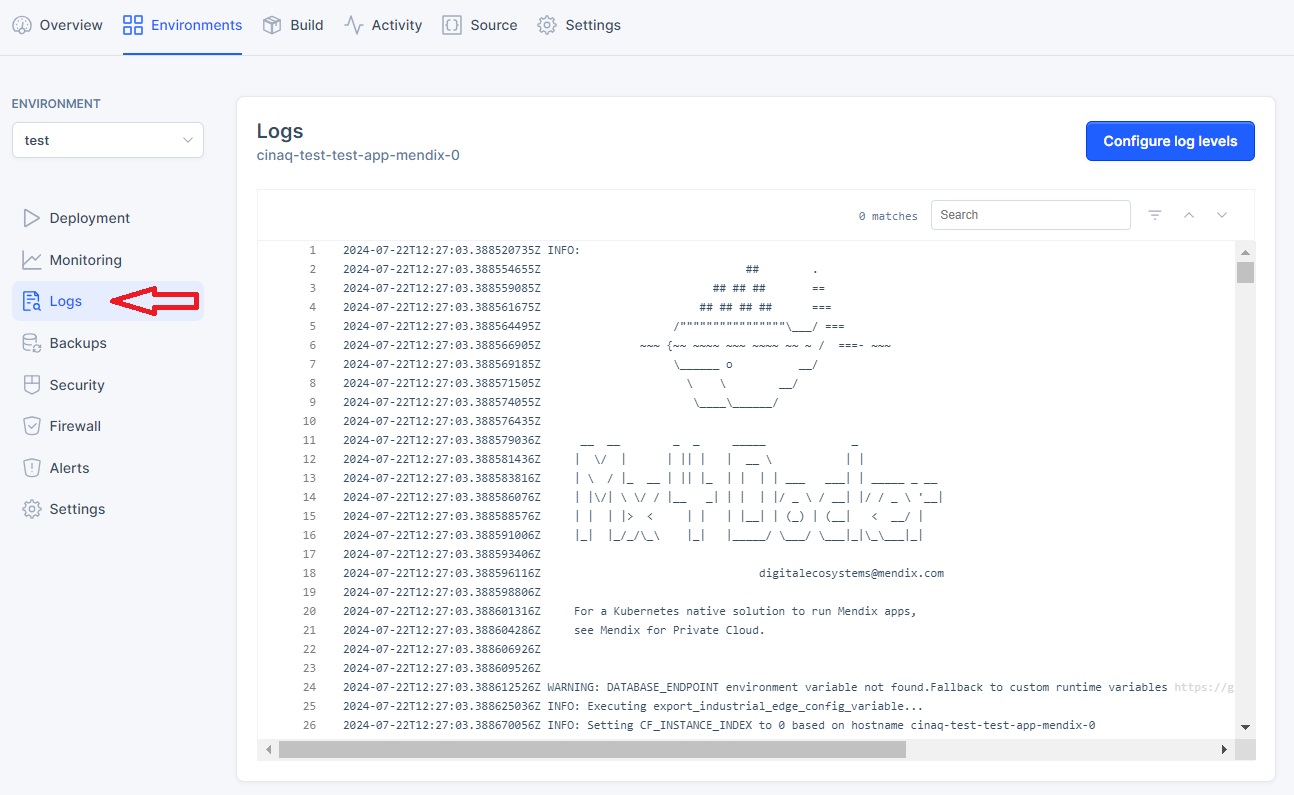 Overview Environments Build Activity Source Settings
ENVIRONMENT
test
Deployment
Monitoring
Logs
Backups
Security
Firewall
Alerts
Settings
Logs
cinaq-test-test-app-mendix-0
Configure log levels
0 matches Search
1 2024-07-22T12:27:03.388520735Z INFO:
2 2024-07-22T12:27:03.388554655Z                               ##        .
3 2024-07-22T12:27:03.388559085Z                          ## ## ##       ==
4 2024-07-22T12:27:03.388561675Z                        ## ## ## ##      ===
5 2024-07-22T12:27:03.388564495Z                    /""""""""""""""""\___/ ===
6 2024-07-22T12:27:03.388566905Z               ~~~ {~~ ~~~~ ~~~ ~~~~ ~~ ~ /  ===- ~~~
7 2024-07-22T12:27:03.388569185Z                    \______ o          __/
8 2024-07-22T12:27:03.388571505Z                      \    \        __/
9 2024-07-22T12:27:03.388574055Z                       \____\______/
10 2024-07-22T12:27:03.388576435Z
11 2024-07-22T12:27:03.388579036Z      __  __        _  _     _____             _
12 2024-07-22T12:27:03.388581436Z     |  \/  |      | || |   |  __ \           | |
13 2024-07-22T12:27:03.388583816Z     | \  / |_  __ | || |_  | |  | | ___   ___| | _____ _ __
14 2024-07-22T12:27:03.388586076Z     | |\/| \ \/ / |__   _| | |  | |/ _ \ / __| |/ / _ \ '__|
15 2024-07-22T12:27:03.388588576Z     | |  | |>  <     | |   | |__| | (_) | (__|   <  __/ |
16 2024-07-22T12:27:03.388591006Z     |_|  |_/_/\_\    |_|   |_____/ \___/ \___|_|\_\___|_|
17 2024-07-22T12:27:03.388593406Z
18 2024-07-22T12:27:03.388596116Z                                 digitalecosystems@mendix.com
19 2024-07-22T12:27:03.388598806Z
20 2024-07-22T12:27:03.388601316Z     For a Kubernetes native solution to run Mendix apps,
21 2024-07-22T12:27:03.388604286Z     see Mendix for Private Cloud.
22 2024-07-22T12:27:03.388606926Z
23 2024-07-22T12:27:03.388609526Z
24 2024-07-22T12:27:03.388612526Z WARNING: DATABASE_ENDPOINT environment variable not found.Fallback to custom runtime variables https://g
25 2024-07-22T12:27:03.388625036Z INFO: Executing export_industrial_edge_config_variable...
26 2024-07-22T12:27:03.388670056Z INFO: Setting CF_INSTANCE_INDEX to 0 based on hostname cinaq-test-test-app-mendix-0